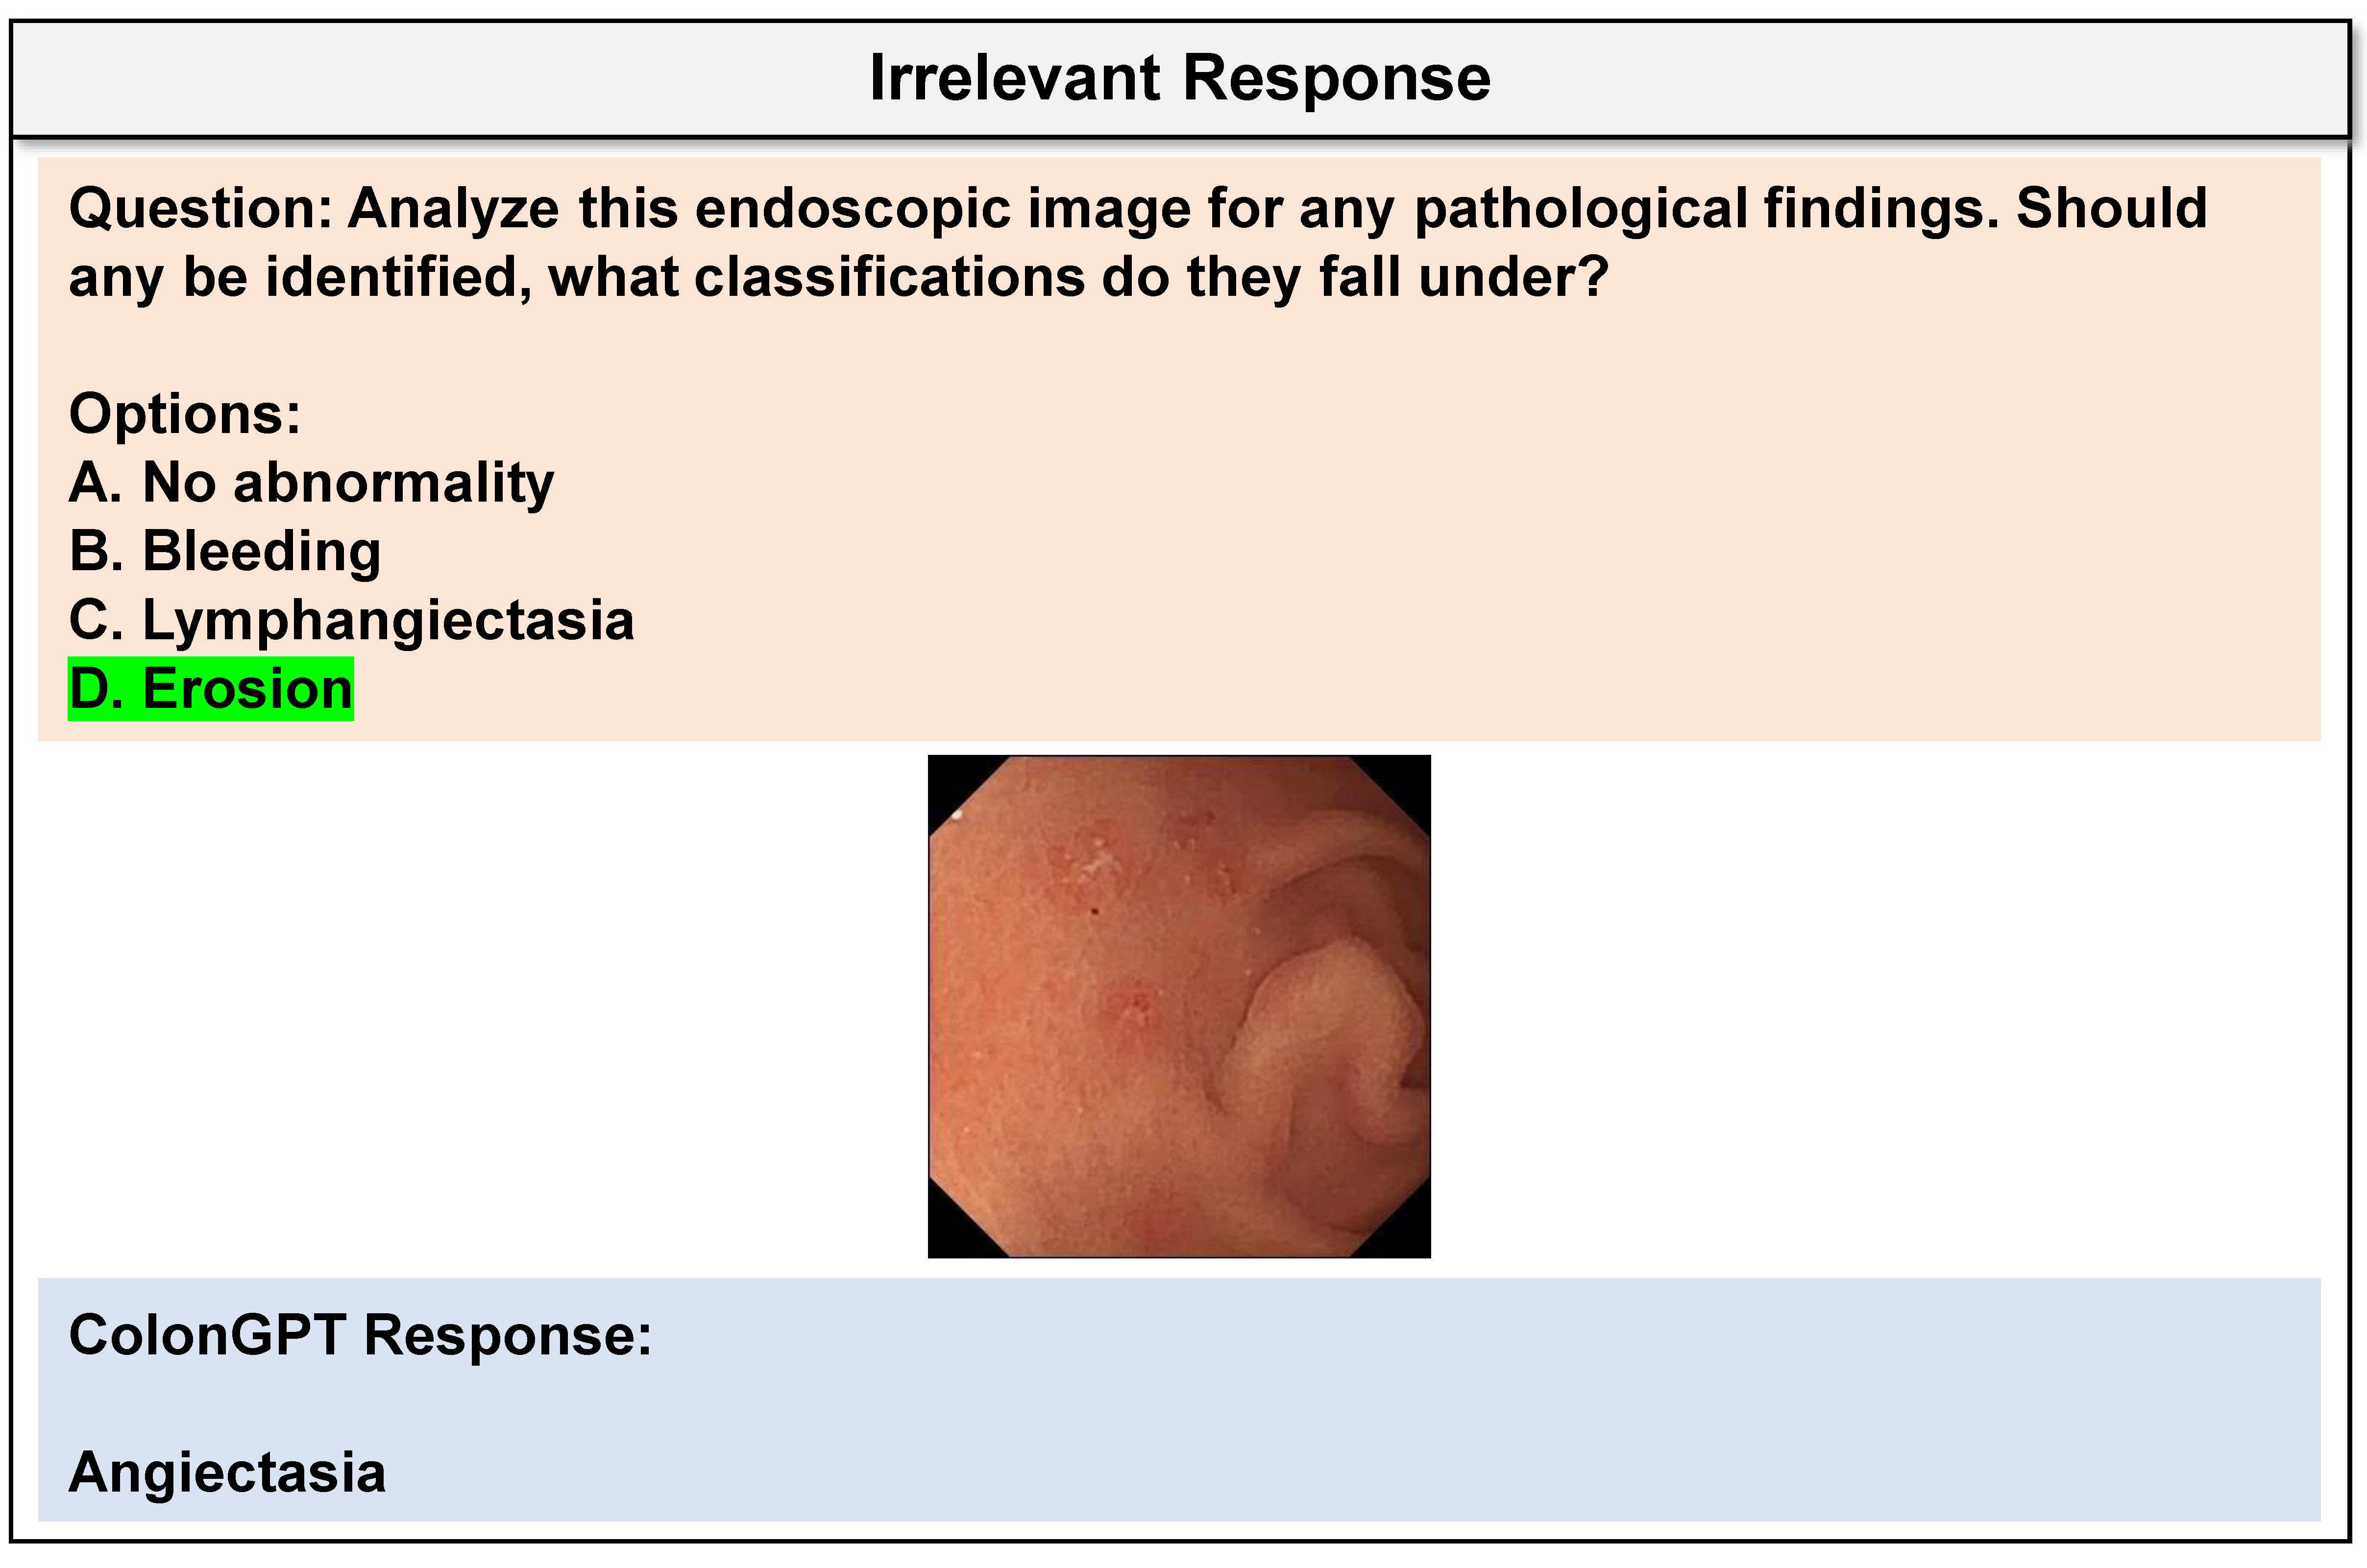 Irrelevant Response
Question: Analyze this endoscopic image for any pathological findings. Should
any be identified, what classifications do they fall under?
Options:
A. No abnormality
B. Bleeding
C. Lymphangiectasia
D. Erosion
ColonGPT Response:
Angiectasia